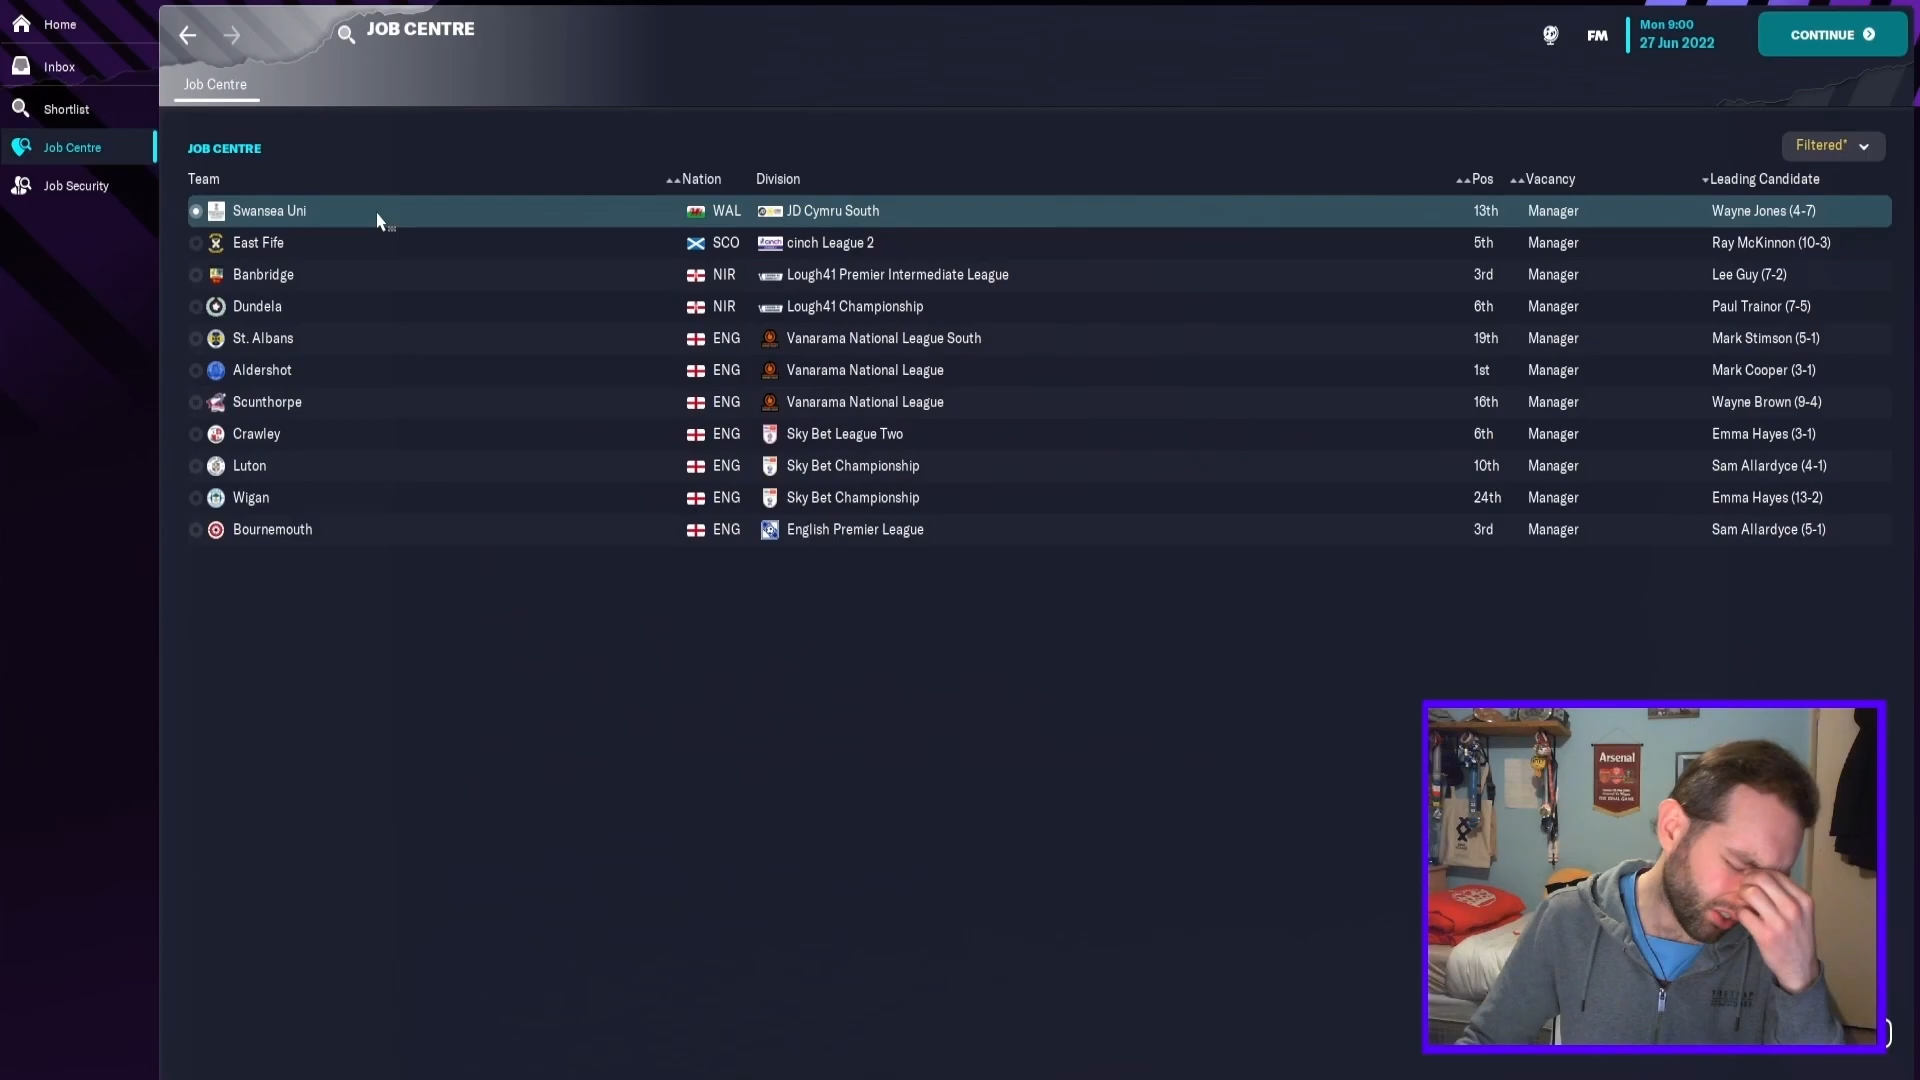 Home
Inbox
Shortlist
Job Centre
Job Security
JOB CENTRE
FM
Mon 9:00
27 Jun 2022
CONTINUE
Job Centre
JOB CENTRE
Filtered*
Team Nation Division Pos Vacancy Leading Candidate
Swansea Uni WAL JD Cymru South 13th Manager Wayne Jones (4-7)
East Fife SCO cinch League 2 5th Manager Ray McKinnon (10-3)
Banbridge NIR Lough41 Premier Intermediate League 3rd Manager Lee Guy (7-2)
Dundela NIR Lough41 Championship 6th Manager Paul Trainor (7-5)
St. Albans ENG Vanarama National League South 19th Manager Mark Stimson (5-1)
Aldershot ENG Vanarama National League 1st Manager Mark Cooper (3-1)
Scunthorpe ENG Vanarama National League 16th Manager Wayne Brown (9-4)
Crawley ENG Sky Bet League Two 6th Manager Emma Hayes (3-1)
Luton ENG Sky Bet Championship 10th Manager Sam Allardyce (4-1)
Wigan ENG Sky Bet Championship 24th Manager Emma Hayes (13-2)
Bournemouth ENG English Premier League 3rd Manager Sam Allardyce (5-1)
Arsenal